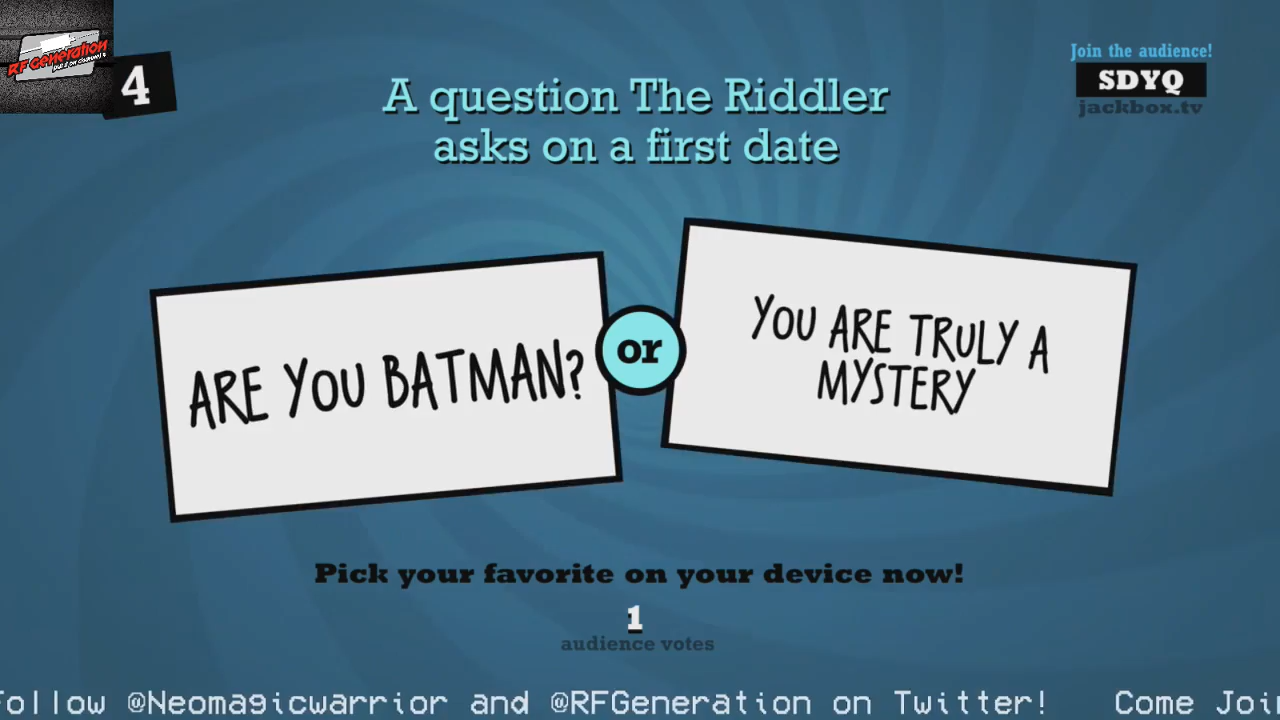 RF Generation
4
A question The Riddler
asks on a first date
Join the audience!
SDYQ
jackbox.tv
ARE YOU BATMAN?
or
YOU ARE TRULY A
MYSTERY
Pick your favorite on your device now!
1
audience votes
Follow @Neomagicwarrior and @RFGeneration on Twitter! Come Joi